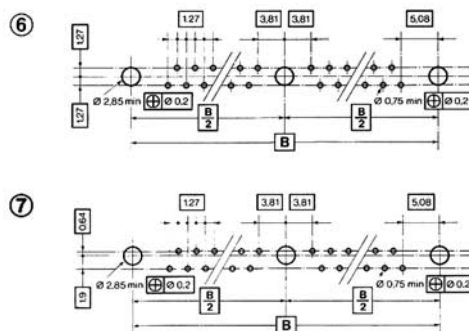 6
1.27
3,81
3,81
5,08
1.27
1.27
Ø 2,85 min
⌖ Ø 0.2
Ø 0,75 min
⌖ Ø 0,2
B
2
B
2
B
7
1.27
3,81
3,81
5,08
0.64
1.9
Ø 2.85 min
⌖ Ø 0.2
Ø 0,75 min
⌖ Ø 0.2
B
2
B
2
B